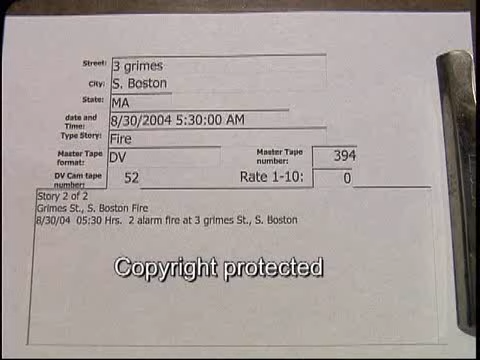 Street: 3 grimes
City: S. Boston
State: MA
date and Time: 8/30/2004 5:30:00 AM
Type Story: Fire
Master Tape format: DV Master Tape number: 394
DV Cam tape number: 52 Rate 1-10: 0
Story 2 of 2
Grimes St., S. Boston Fire
8/30/04 05:30 Hrs. 2 alarm fire at 3 grimes St., S. Boston
Copyright protected